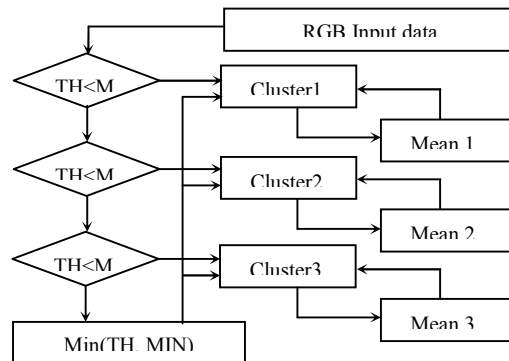 RGB Input data
TH<M
Cluster1
Mean 1
TH<M
Cluster2
Mean 2
TH<M
Cluster3
Mean 3
Min(TH, MIN)